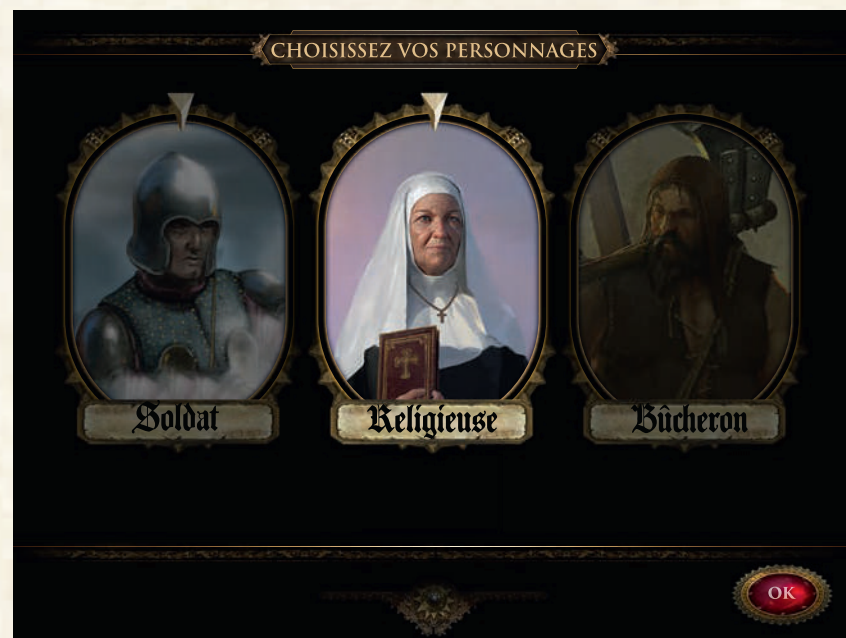 CHOISISSEZ VOS PERSONNAGES
Soldat
Religieuse
Bûcheron
OK